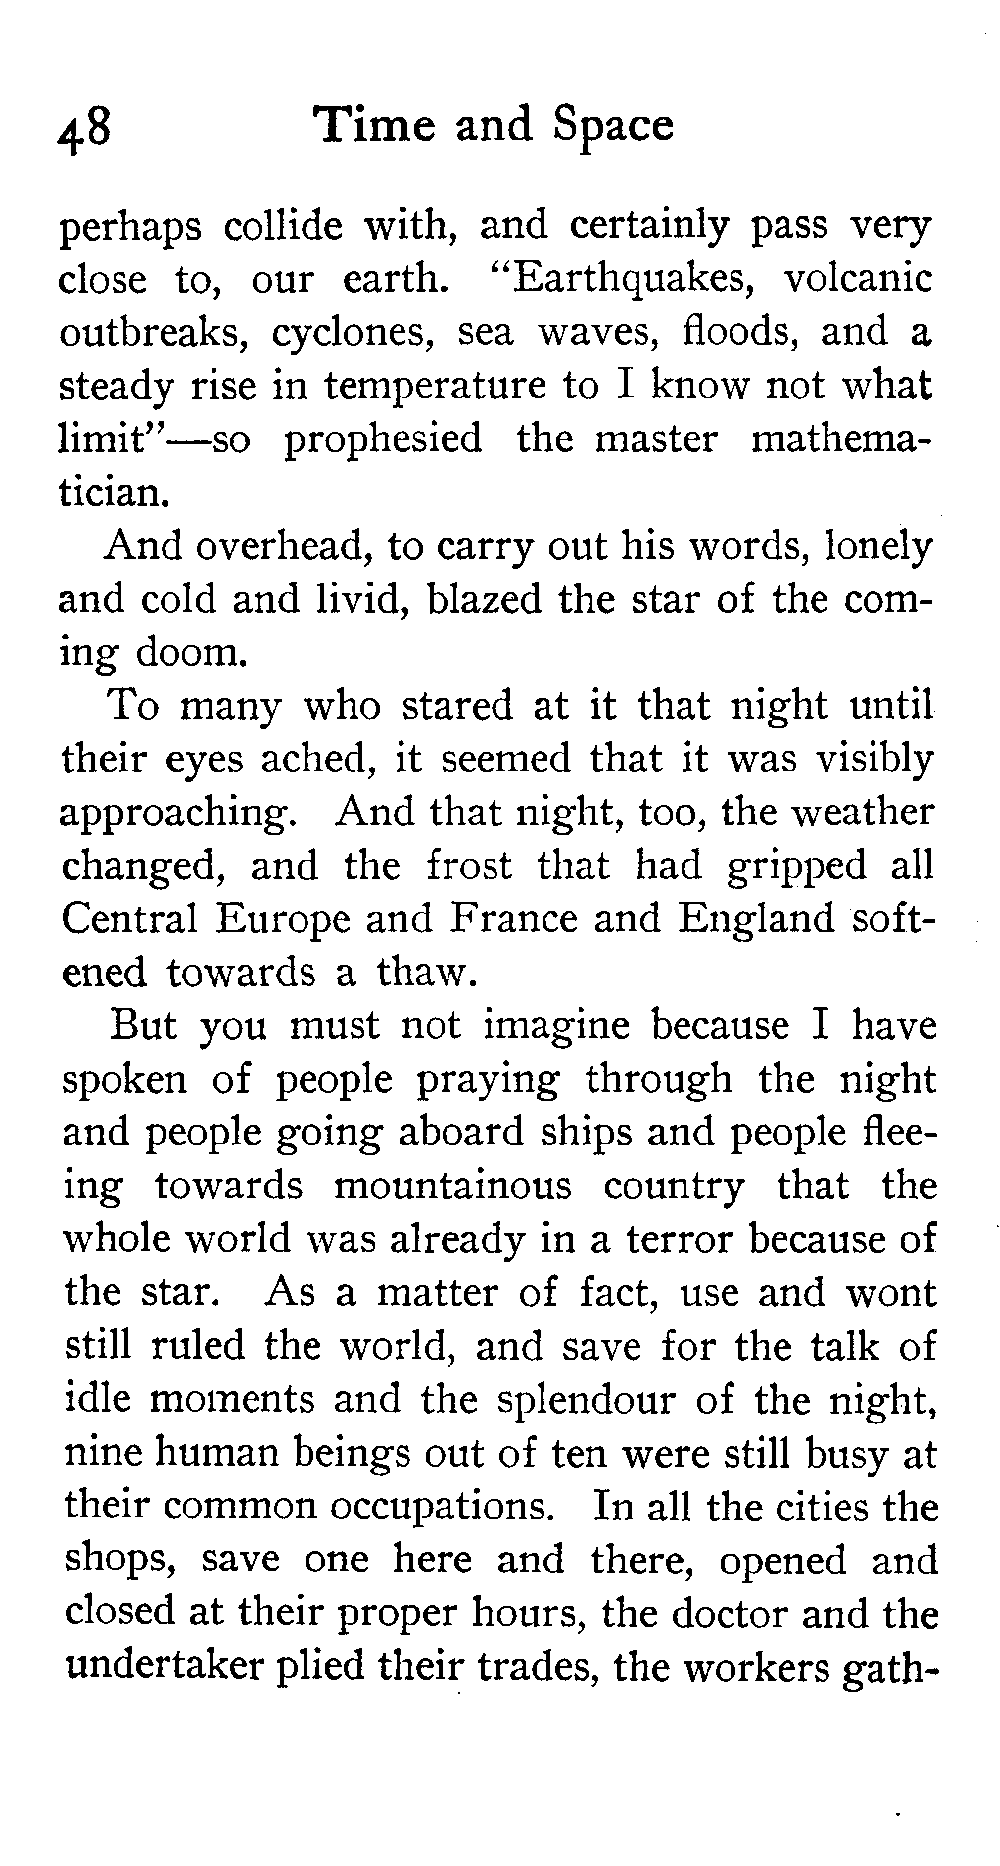 48 Time and Space
perhaps collide with, and certainly pass very
close to, our earth. “Earthquakes, volcanic
outbreaks, cyclones, sea waves, floods, and a
steady rise in temperature to I know not what
limit”—so prophesied the master mathema-
tician.
And overhead, to carry out his words, lonely
and cold and livid, blazed the star of the com-
ing doom.
To many who stared at it that night until
their eyes ached, it seemed that it was visibly
approaching. And that night, too, the weather
changed, and the frost that had gripped all
Central Europe and France and England soft-
ened towards a thaw.
But you must not imagine because I have
spoken of people praying through the night
and people going aboard ships and people flee-
ing towards mountainous country that the
whole world was already in a terror because of
the star. As a matter of fact, use and wont
still ruled the world, and save for the talk of
idle moments and the splendour of the night,
nine human beings out of ten were still busy at
their common occupations. In all the cities the
shops, save one here and there, opened and
closed at their proper hours, the doctor and the
undertaker plied their trades, the workers gath-